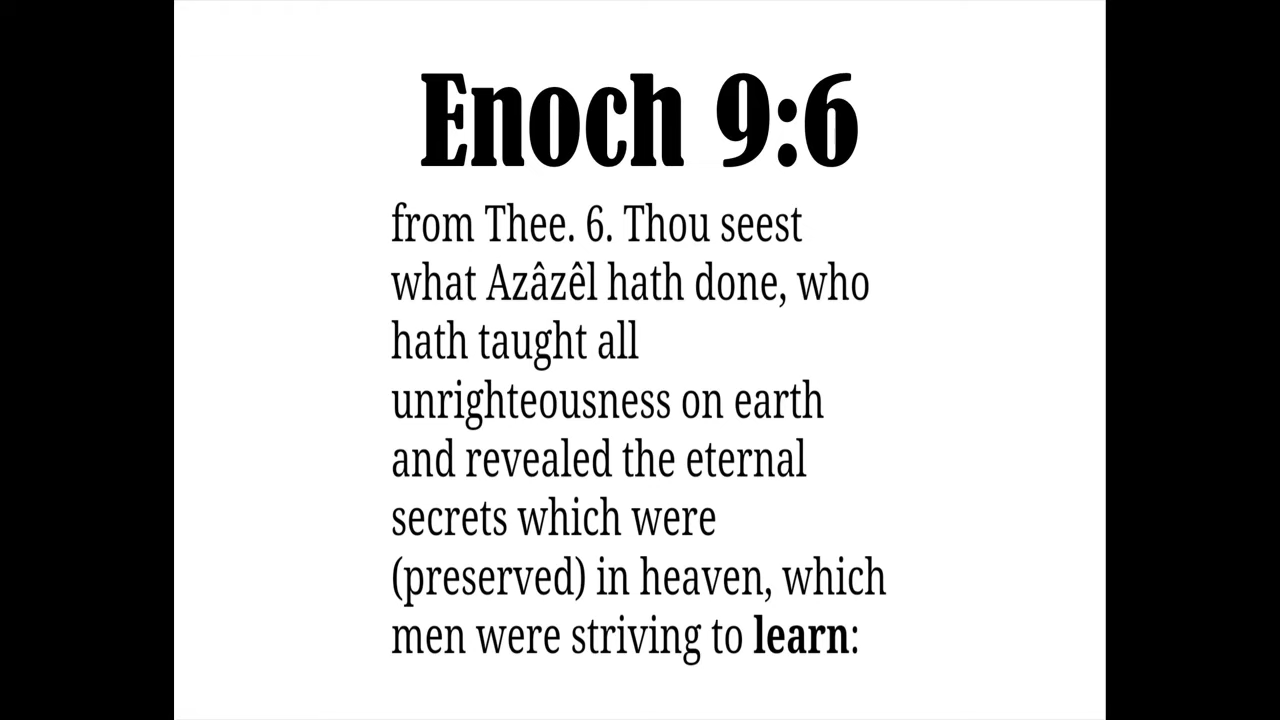 Enoch 9:6
from Thee. 6. Thou seest
what Azâzêl hath done, who
hath taught all
unrighteousness on earth
and revealed the eternal
secrets which were
(preserved) in heaven, which
men were striving to learn: